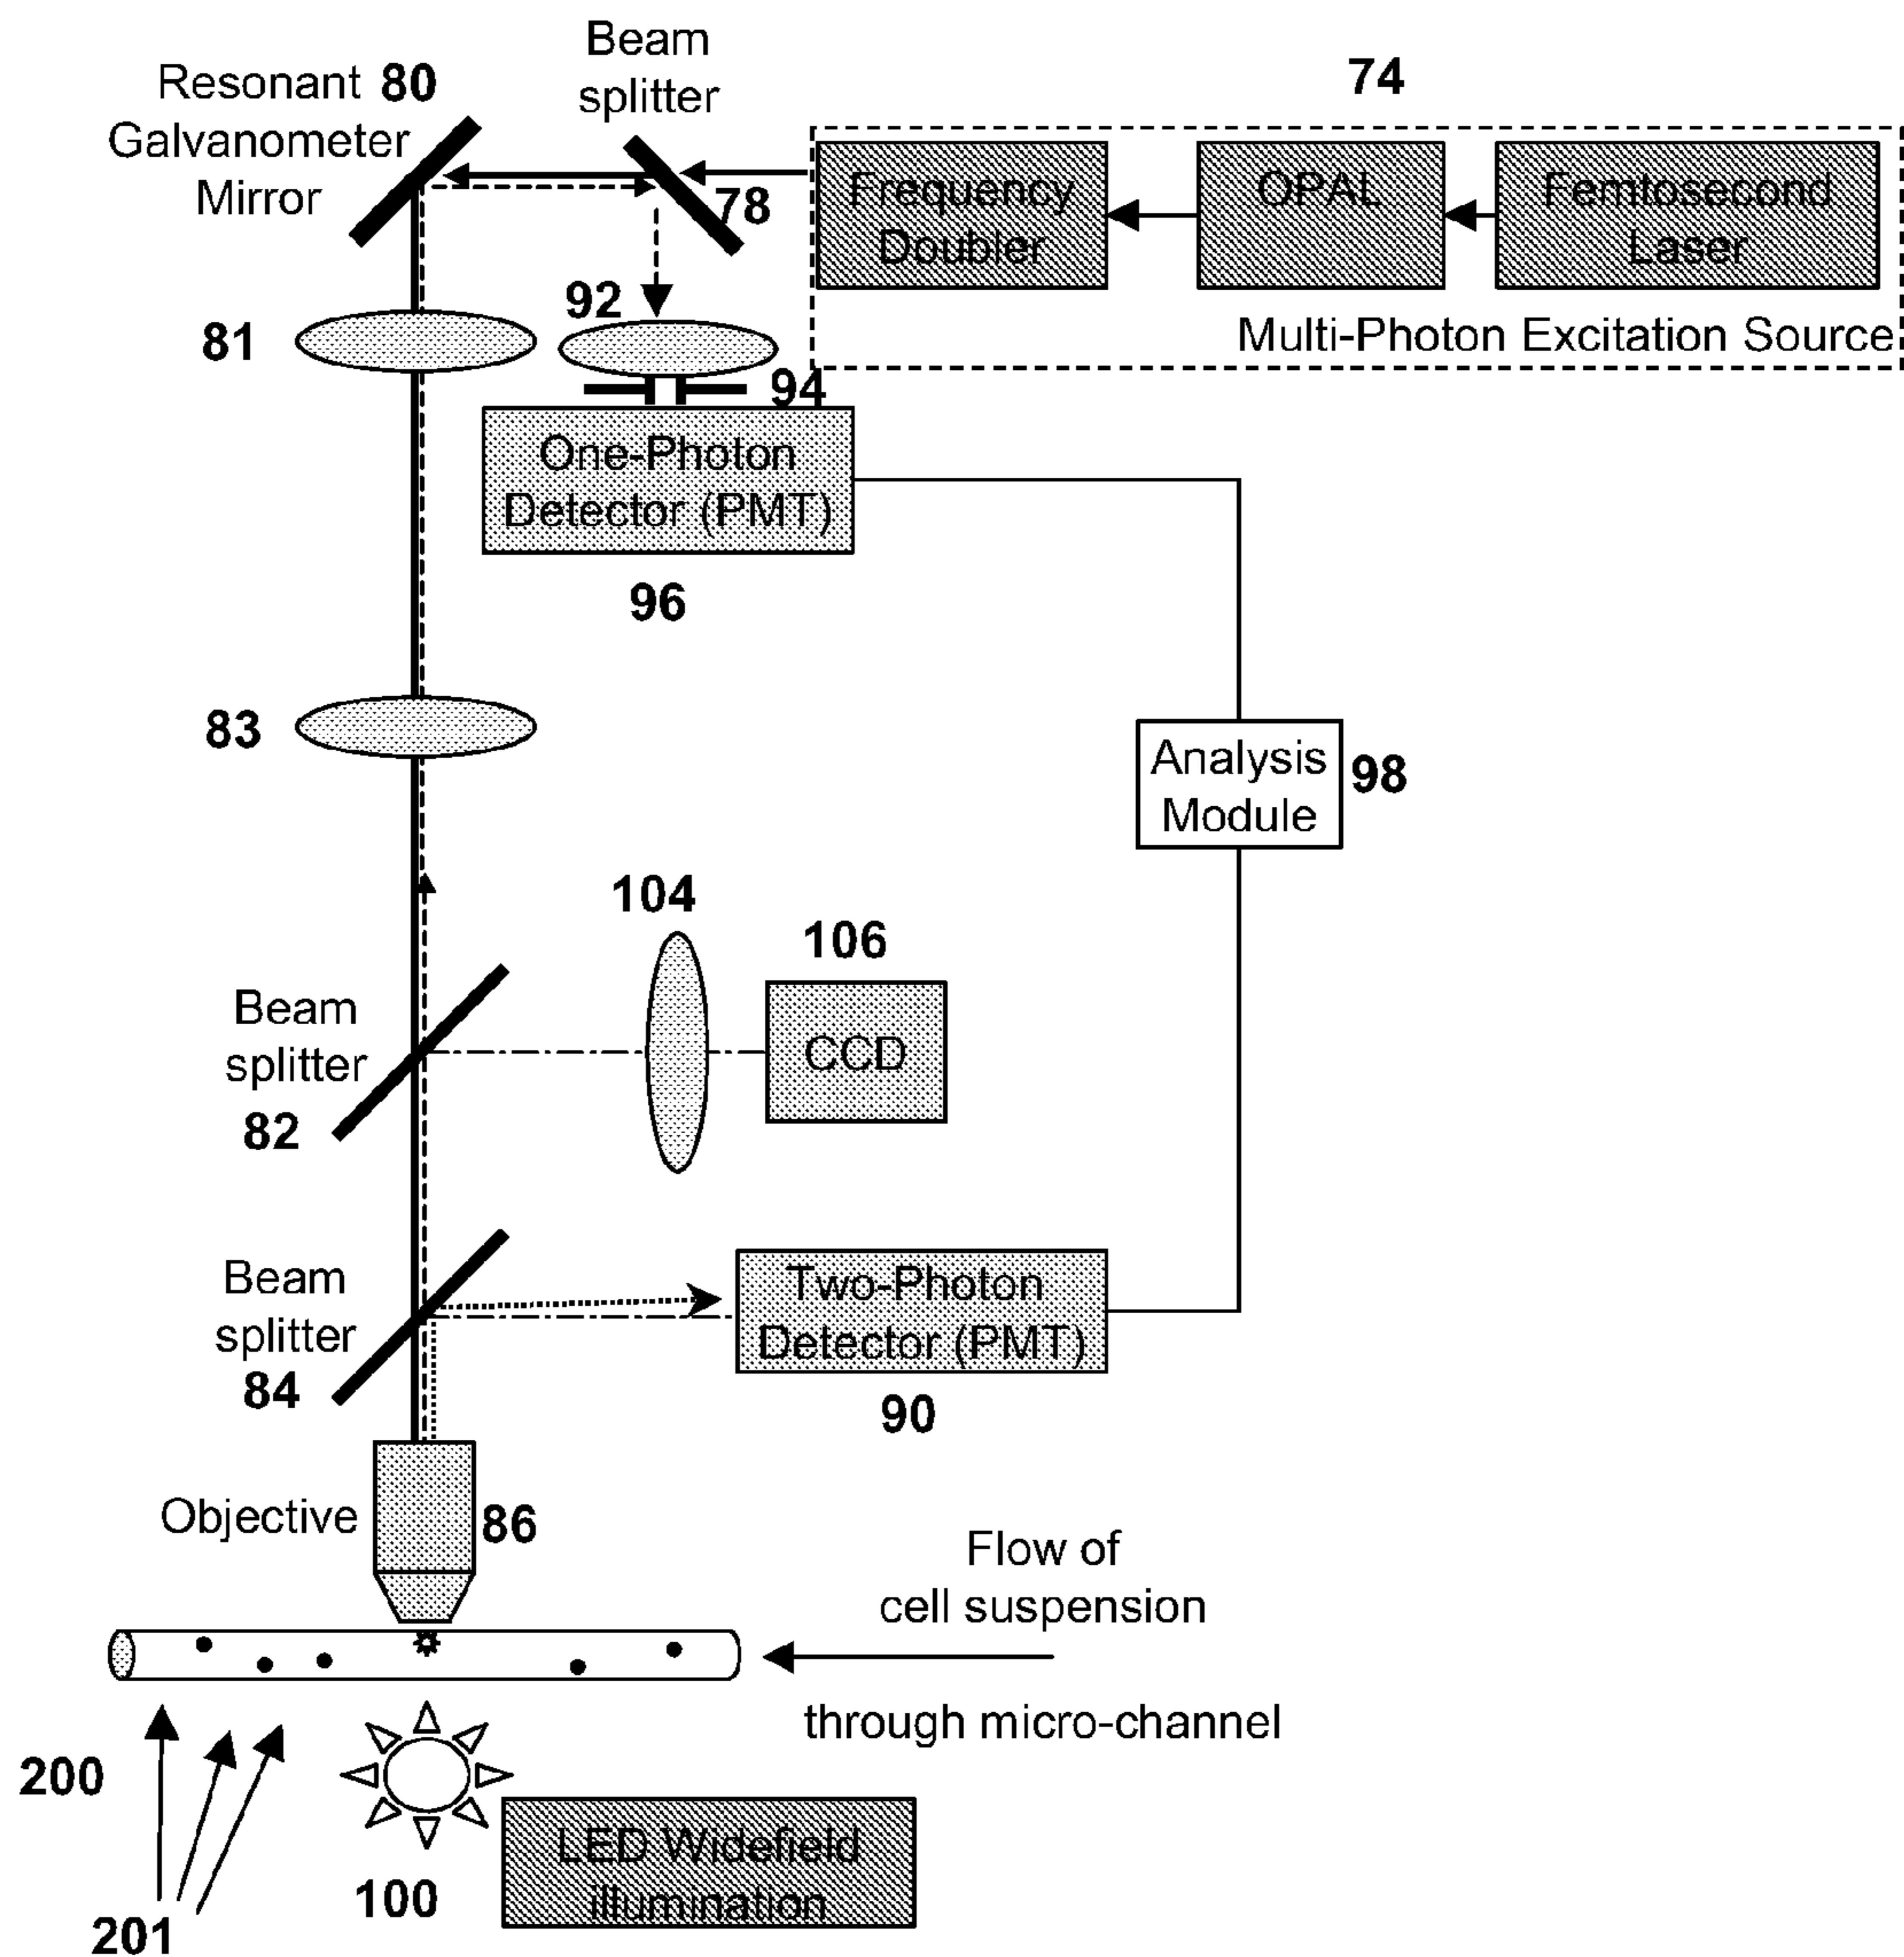 Beam
splitter
Resonant 80
Galvanometer
Mirror
74
78
Frequency
Doubler
OPAL
Femtosecond
Laser
Multi-Photon Excitation Source
81
92
94
One-Photon
Detector (PMT)
96
83
Analysis
Module
98
104
106
CCD
Beam
splitter
82
Beam
splitter
84
Two-Photon
Detector (PMT)
90
Objective
86
Flow of
cell suspension
through micro-channel
200
201
100
LED Widefield
illumination